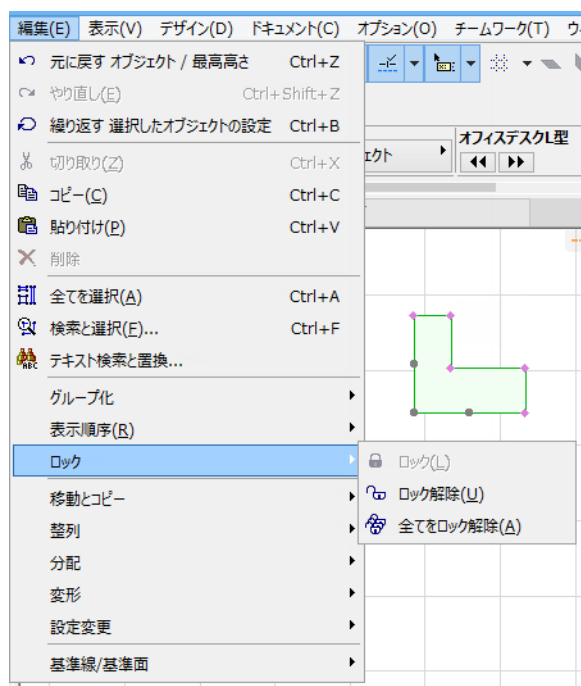 編集(E) 表示(V) デザイン(D) ドキュメント(C) オプション(O) チームワーク(T)
元に戻す オブジェクト / 最高高さ Ctrl+Z
やり直し(E) Ctrl+Shift+Z
繰り返す 選択したオブジェクトの設定 Ctrl+B
切り取り(Z) Ctrl+X
コピー(C) Ctrl+C
貼り付け(P) Ctrl+V
削除
全てを選択(A) Ctrl+A
検索と選択(F)... Ctrl+F
テキスト検索と置換...
グループ化
表示順序(R)
ロック
移動とコピー
整列
分配
変形
設定変更
基準線/基準面
オフィスデスクL型
ロック(L)
ロック解除(U)
全てをロック解除(A)